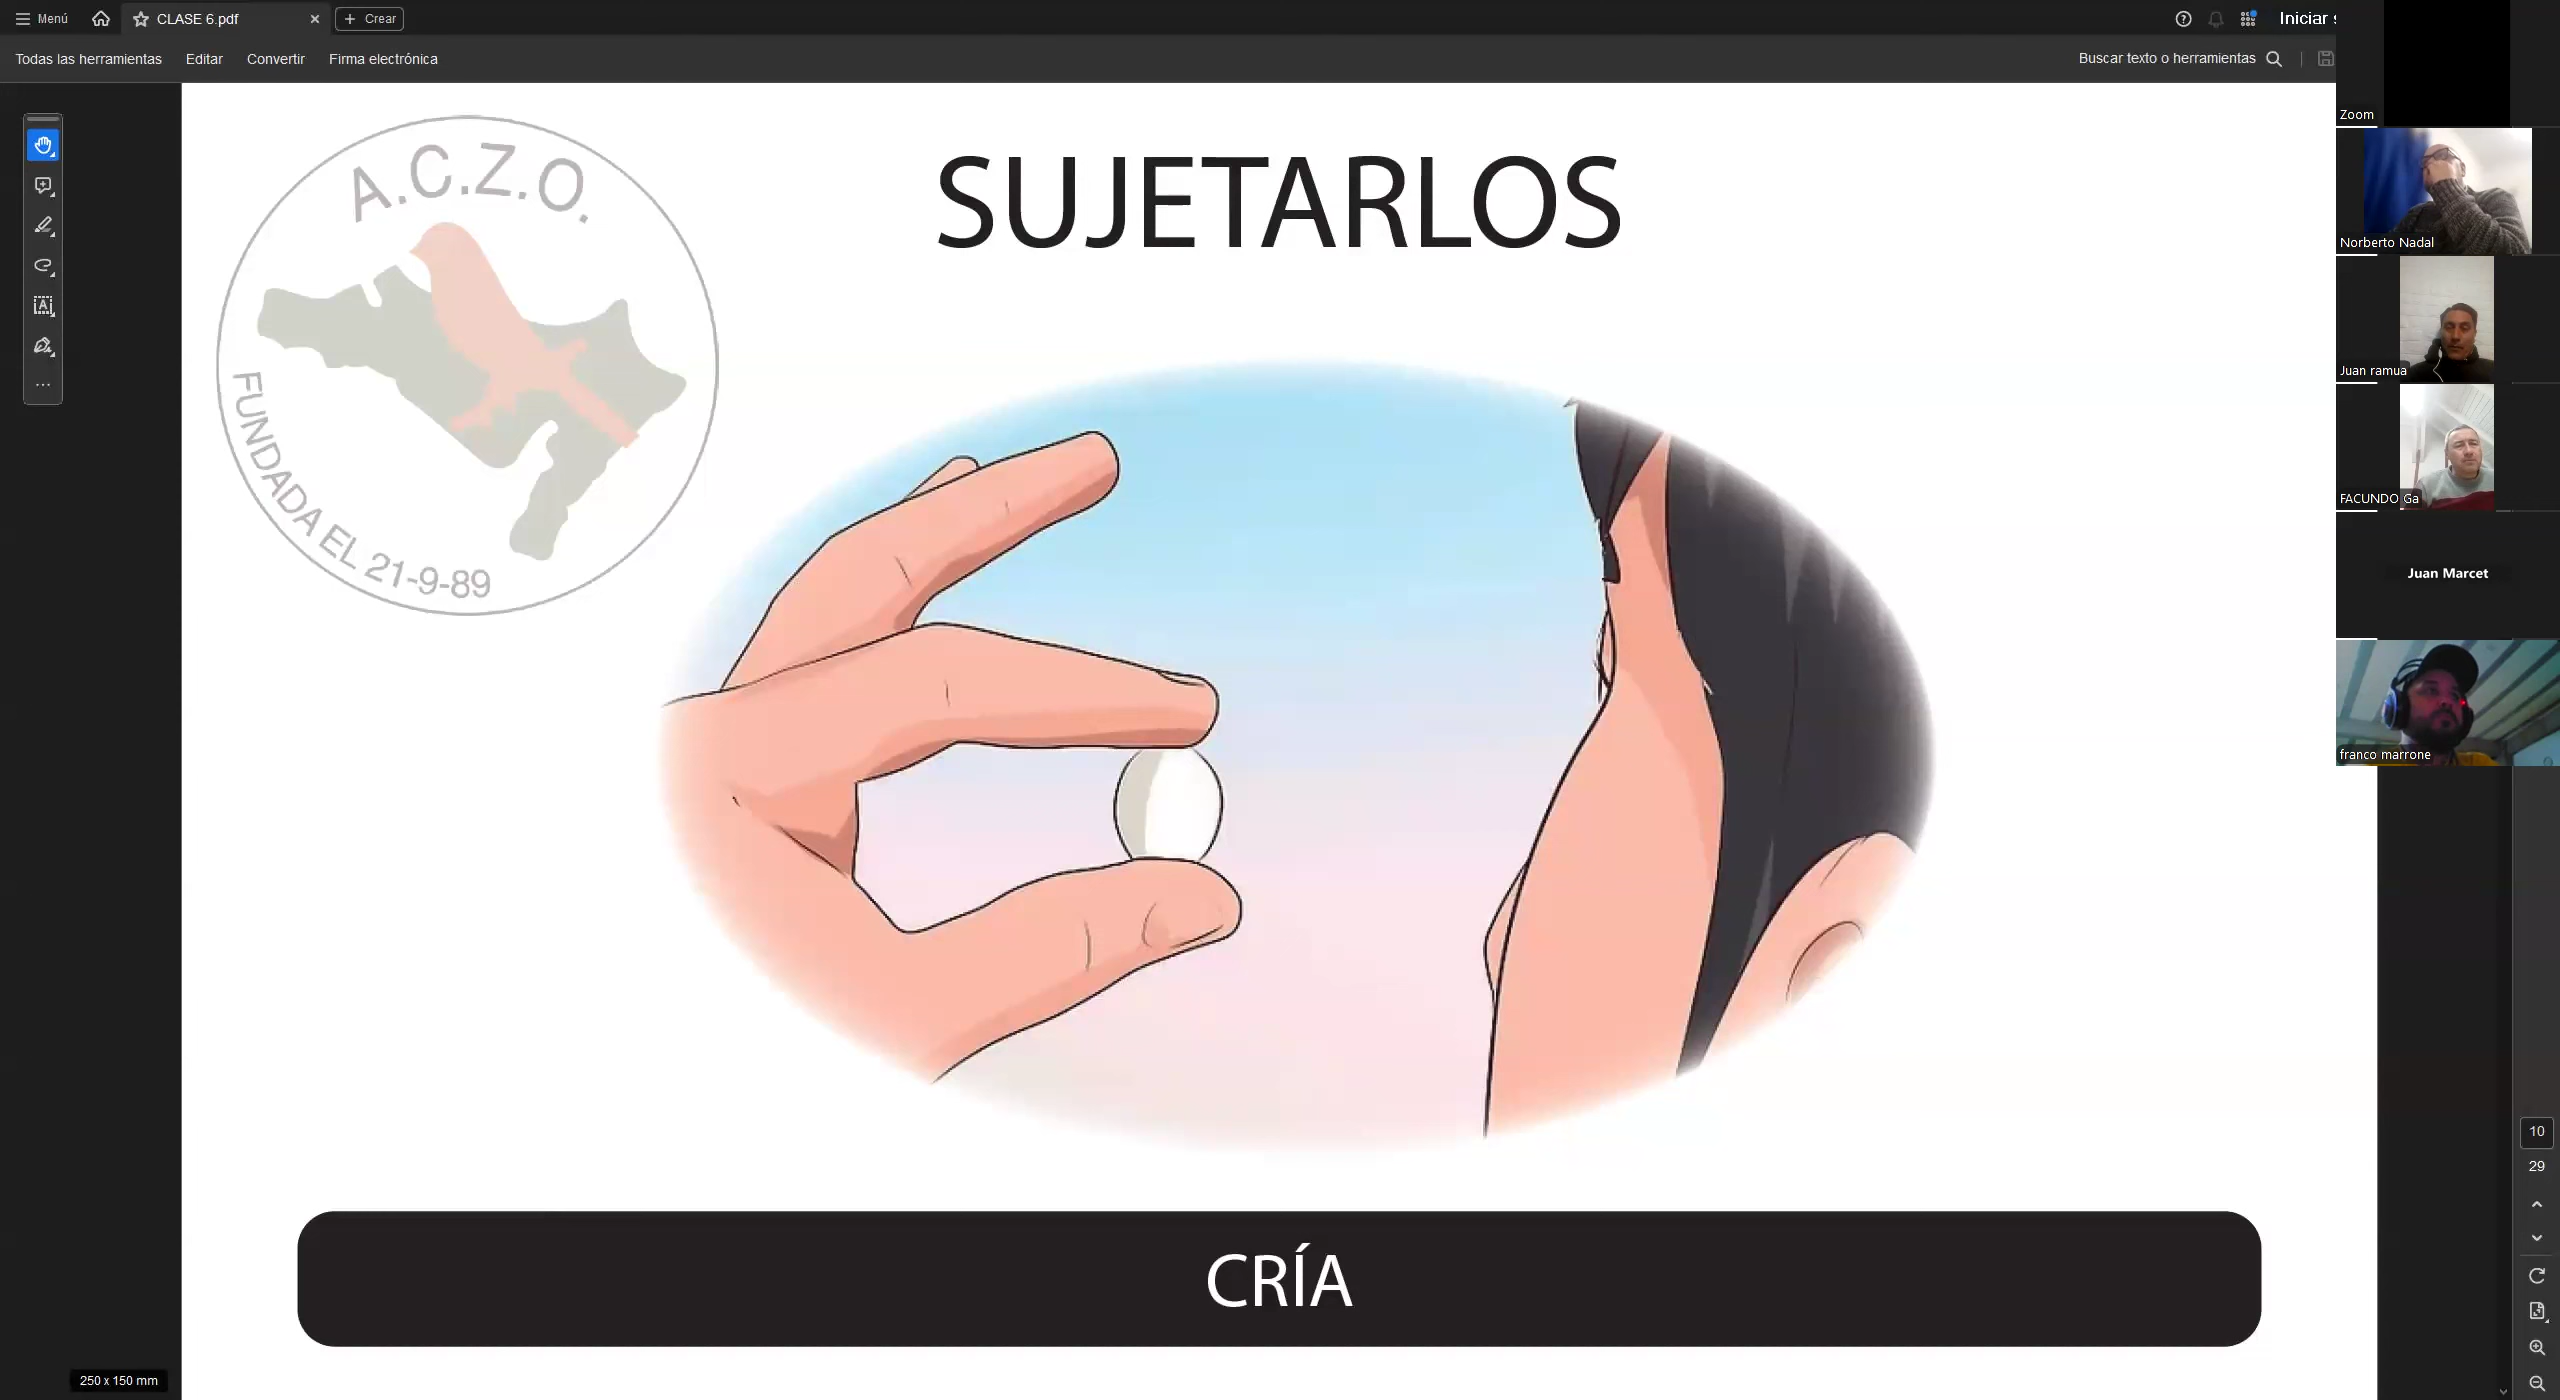 Menú
CLASE 6.pdf
Crear
Iniciar s
Todas las herramientas
Editar
Convertir
Firma electrónica
Buscar texto o herramientas
A.C.Z.O.
FUNDADA EL 21-9-89
SUJETARLOS
CRÍA
Zoom
Norberto Nadal
Juan ramua
FACUNDO Ga
Juan Marcet
franco marrone
10
29
250 x 150 mm